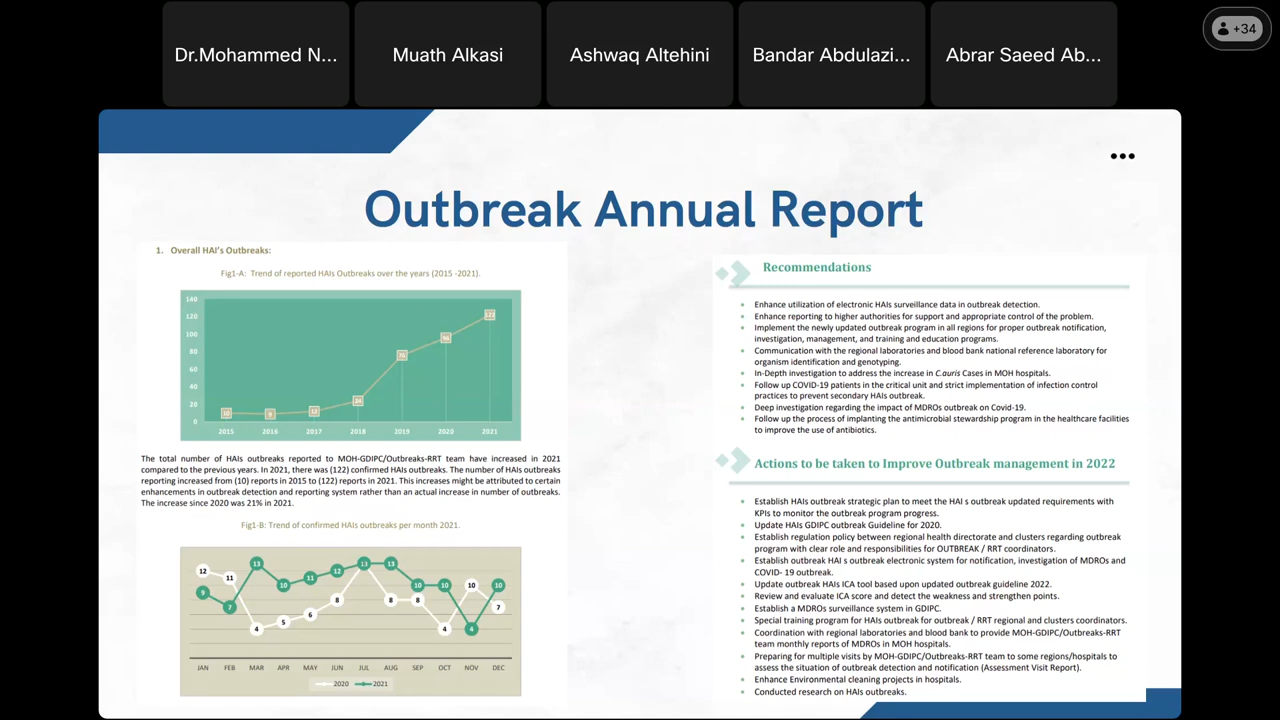 Dr.Mohammed N...
Muath Alkasi
Ashwaq Altehini
Bandar Abdulazi...
Abrar Saeed Ab...
+34
Outbreak Annual Report
1. Overall HAI's Outbreaks:
Fig1-A: Trend of reported HAIs Outbreaks over the years (2015 -2021).
140
120
100
80
60
40
20
0
10
9
12
24
76
96
122
2015 2016 2017 2018 2019 2020 2021
The total number of HAIs outbreaks reported to MOH-GDIPC/Outbreaks-RRT team have increased in 2021
compared to the previous years. In 2021, there was (122) confirmed HAIs outbreaks. The number of HAIs outbreaks
reporting increased from (10) reports in 2015 to (122) reports in 2021. This increases might be attributed to certain
enhancements in outbreak detection and reporting system rather than an actual increase in number of outbreaks.
The increase since 2020 was 21% in 2021.
Fig1-B: Trend of confirmed HAIs outbreaks per month 2021.
12 11 4 5 6 8 13 8 8 4 10 7
9 7 13 10 11 12 13 13 10 10 4 10
JAN FEB MAR APR MAY JUN JUL AUG SEP OCT NOV DEC
2020 2021
Recommendations
• Enhance utilization of electronic HAIs surveillance data in outbreak detection.
• Enhance reporting to higher authorities for support and appropriate control of the problem.
• Implement the newly updated outbreak program in all regions for proper outbreak notification,
investigation, management, and training and education programs.
• Communication with the regional laboratories and blood bank national reference laboratory for
organism identification and genotyping.
• In-Depth investigation to address the increase in C.auris Cases in MOH hospitals.
• Follow up COVID-19 patients in the critical unit and strict implementation of infection control
practices to prevent secondary HAIs outbreak.
• Deep investigation regarding the impact of MDROs outbreak on Covid-19.
• Follow up the process of implanting the antimicrobial stewardship program in the healthcare facilities
to improve the use of antibiotics.
Actions to be taken to Improve Outbreak management in 2022
• Establish HAIs outbreak strategic plan to meet the HAI s outbreak updated requirements with
KPIs to monitor the outbreak program progress.
• Update HAIs GDIPC outbreak Guideline for 2020.
• Establish regulation policy between regional health directorate and clusters regarding outbreak
program with clear role and responsibilities for OUTBREAK / RRT coordinators.
• Establish outbreak HAI s outbreak electronic system for notification, investigation of MDROs and
COVID- 19 outbreak.
• Update outbreak HAIs ICA tool based upon updated outbreak guideline 2022.
• Review and evaluate ICA score and detect the weakness and strengthen points.
• Establish a MDROs surveillance system in GDIPC.
• Special training program for HAIs outbreak for outbreak / RRT regional and clusters coordinators.
• Coordination with regional laboratories and blood bank to provide MOH-GDIPC/Outbreaks-RRT
team monthly reports of MDROs in MOH hospitals.
• Preparing for multiple visits by MOH-GDIPC/Outbreaks-RRT team to some regions/hospitals to
assess the situation of outbreak detection and notification (Assessment Visit Report).
• Enhance Environmental cleaning projects in hospitals.
• Conducted research on HAIs outbreaks.